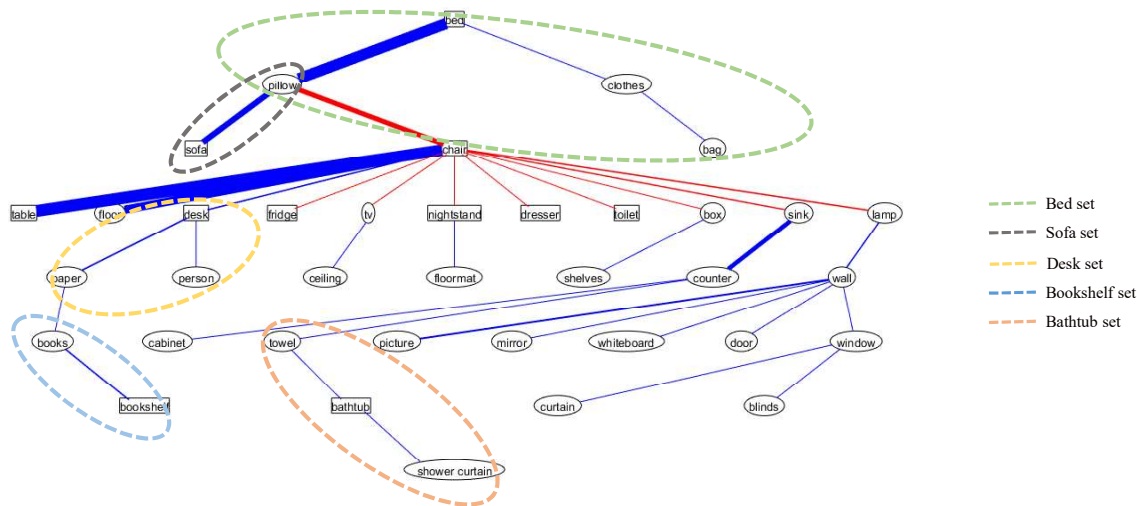 bed
pillow
clothes
sofa
chair
bag
table
floor
desk
fridge
tv
nightstand
dresser
toilet
box
sink
lamp
paper
person
ceiling
floormat
shelves
counter
wall
books
cabinet
towel
picture
mirror
whiteboard
door
window
bookshelf
bathtub
curtain
blinds
shower curtain
Bed set
Sofa set
Desk set
Bookshelf set
Bathtub set